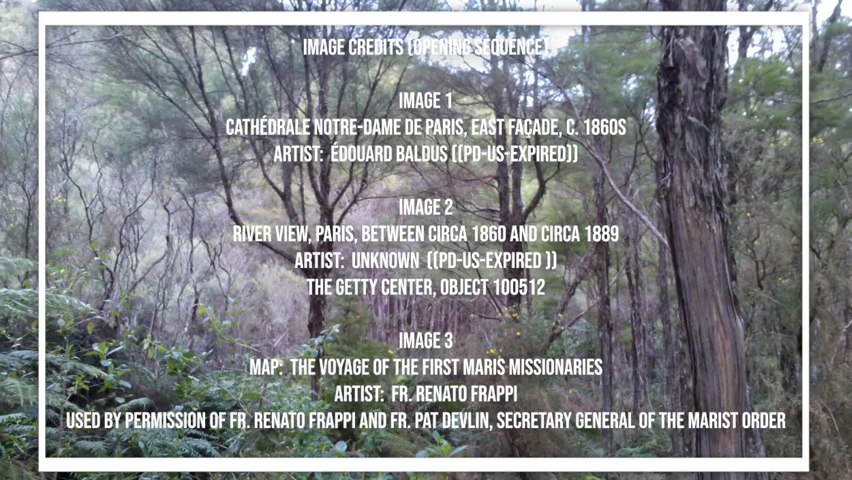 IMAGE CREDITS (OPENING SEQUENCE)
IMAGE 1
CATHÉDRALE NOTRE-DAME DE PARIS, EAST FAÇADE, C. 1860S
ARTIST: ÉDOUARD BALDUS ((PD-US-EXPIRED))
IMAGE 2
RIVER VIEW, PARIS, BETWEEN CIRCA 1860 AND CIRCA 1889
ARTIST: UNKNOWN ((PD-US-EXPIRED ))
THE GETTY CENTER, OBJECT 100512
IMAGE 3
MAP: THE VOYAGE OF THE FIRST MARIS MISSIONARIES
ARTIST: FR. RENATO FRAPPI
USED BY PERMISSION OF FR. RENATO FRAPPI AND FR. PAT DEVLIN, SECRETARY GENERAL OF THE MARIST ORDER